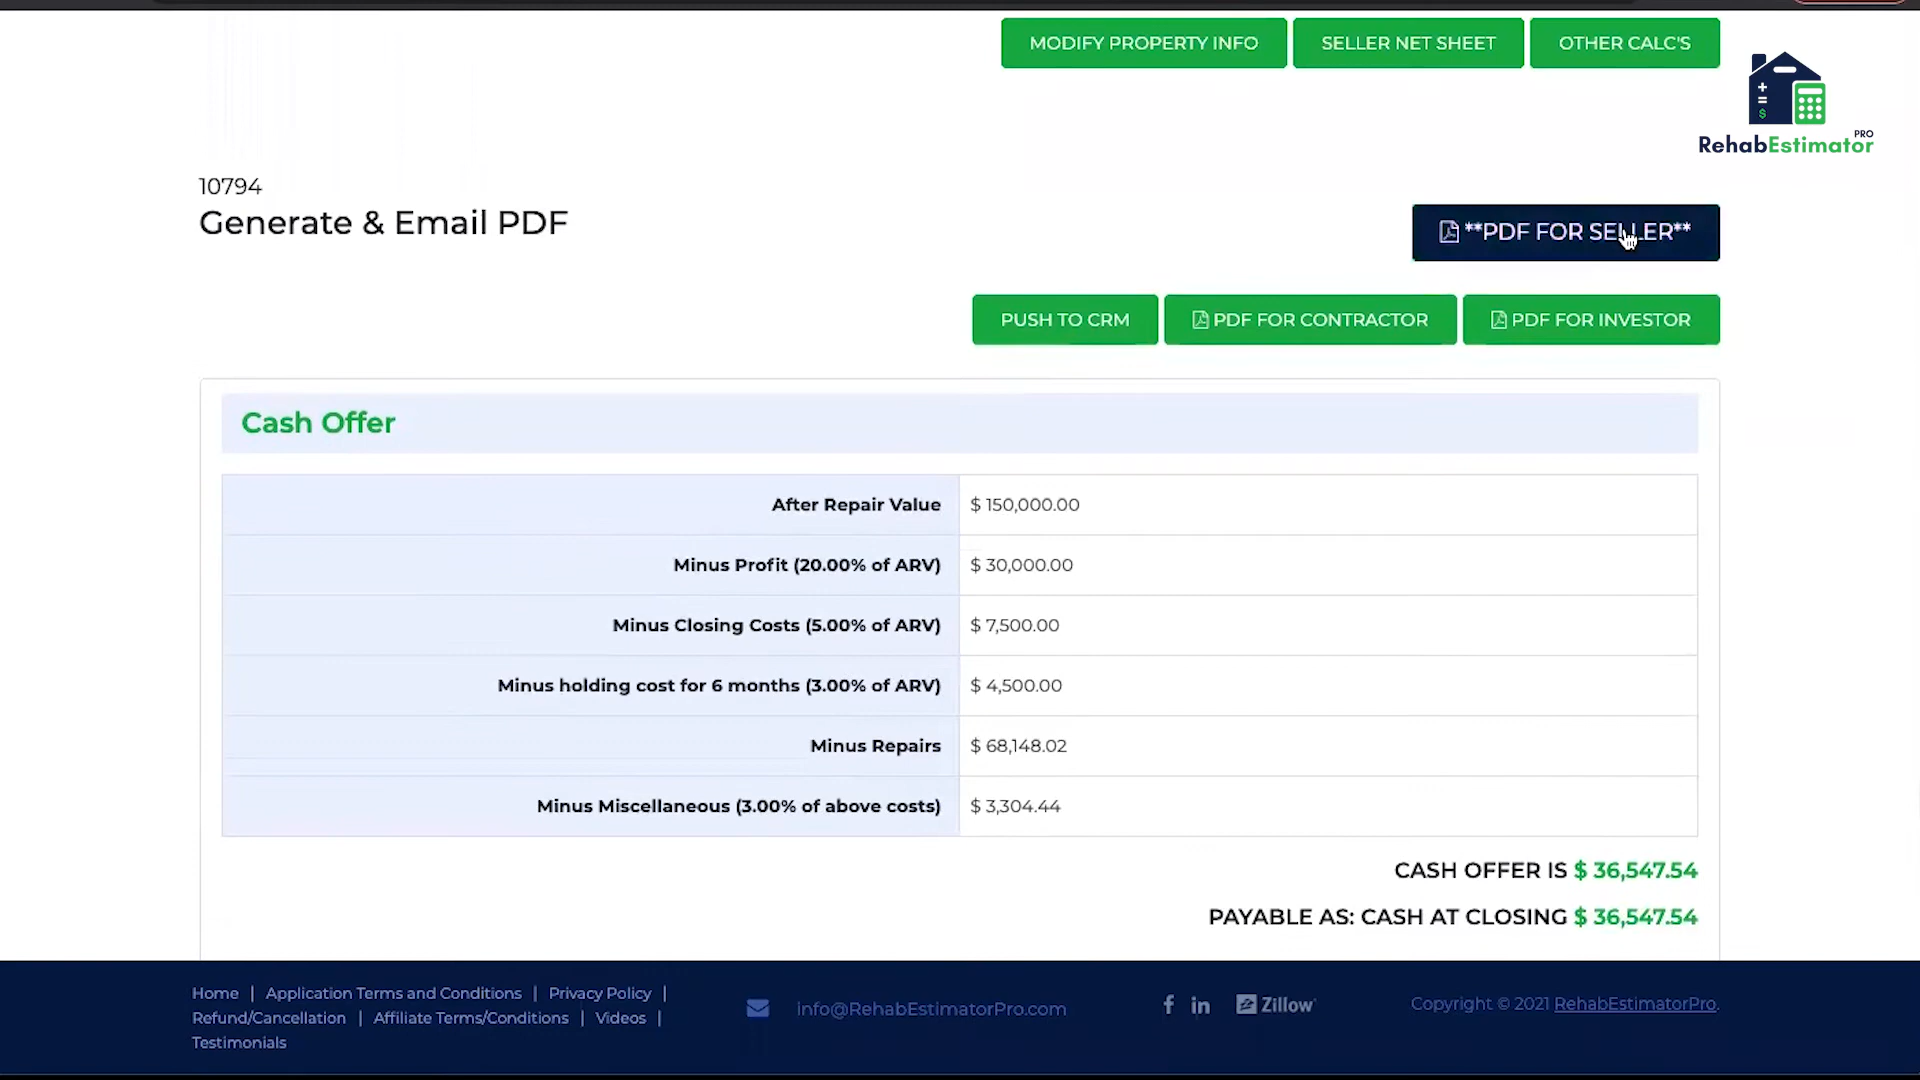 MODIFY PROPERTY INFO SELLER NET SHEET OTHER CALC'S
RehabEstimator PRO
10794
Generate & Email PDF
**PDF FOR SELLER**
PUSH TO CRM PDF FOR CONTRACTOR PDF FOR INVESTOR
Cash Offer
After Repair Value $ 150,000.00
Minus Profit (20.00% of ARV) $ 30,000.00
Minus Closing Costs (5.00% of ARV) $ 7,500.00
Minus holding cost for 6 months (3.00% of ARV) $ 4,500.00
Minus Repairs $ 68,148.02
Minus Miscellaneous (3.00% of above costs) $ 3,304.44
CASH OFFER IS $ 36,547.54
PAYABLE AS: CASH AT CLOSING $ 36,547.54
Home | Application Terms and Conditions | Privacy Policy |
Refund/Cancellation | Affiliate Terms/Conditions | Videos |
Testimonials
info@RehabEstimatorPro.com
f in Zillow
Copyright © 2021 RehabEstimatorPro.